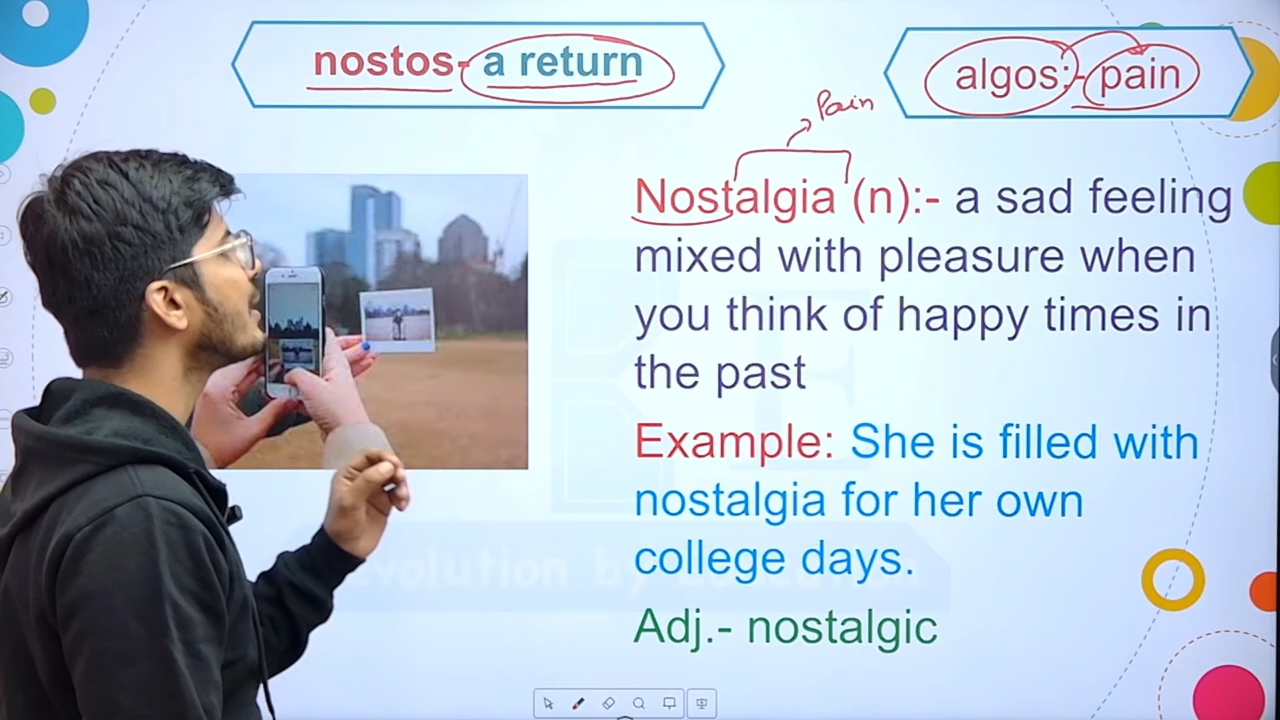 nostos- a return
algos:- pain
Pain
Nostalgia (n):- a sad feeling
mixed with pleasure when
you think of happy times in
the past
Example: She is filled with
nostalgia for her own
college days.
Adj.- nostalgic